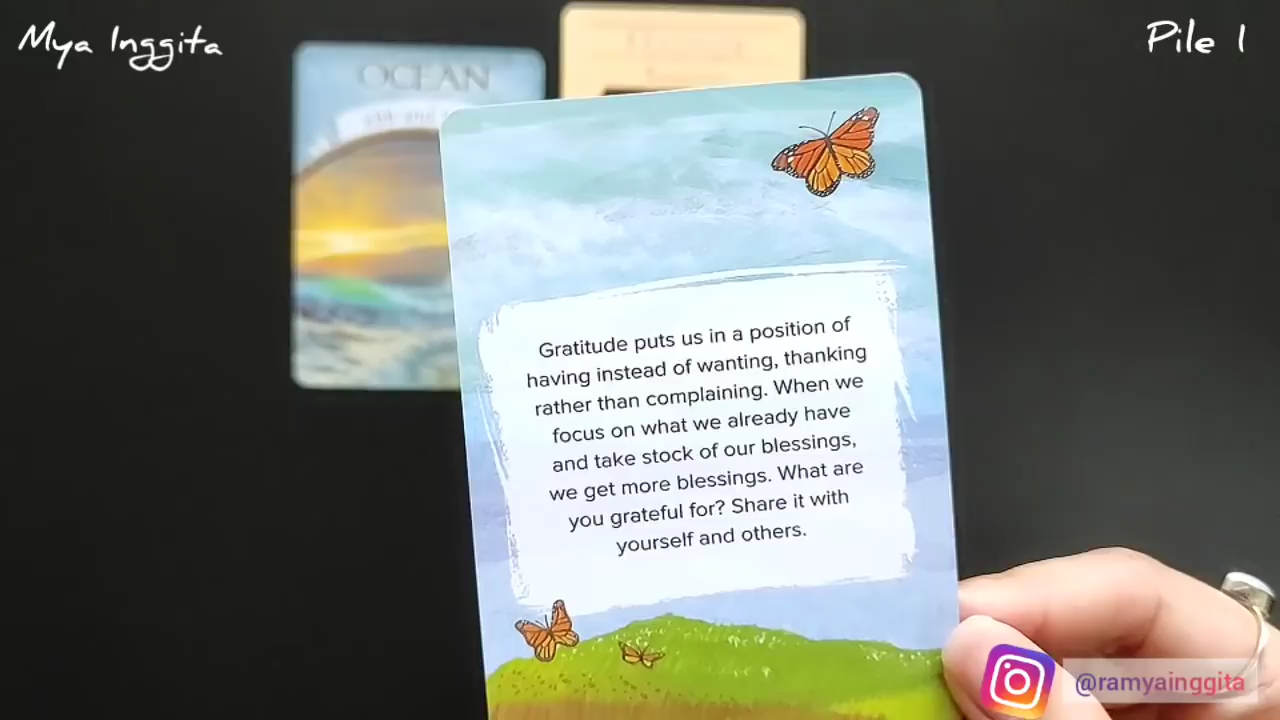 Mya Inggita
Pile 1
OCEAN
Gratitude puts us in a position of
having instead of wanting, thanking
rather than complaining. When we
focus on what we already have
and take stock of our blessings,
we get more blessings. What are
you grateful for? Share it with
yourself and others.
@ramyainggita